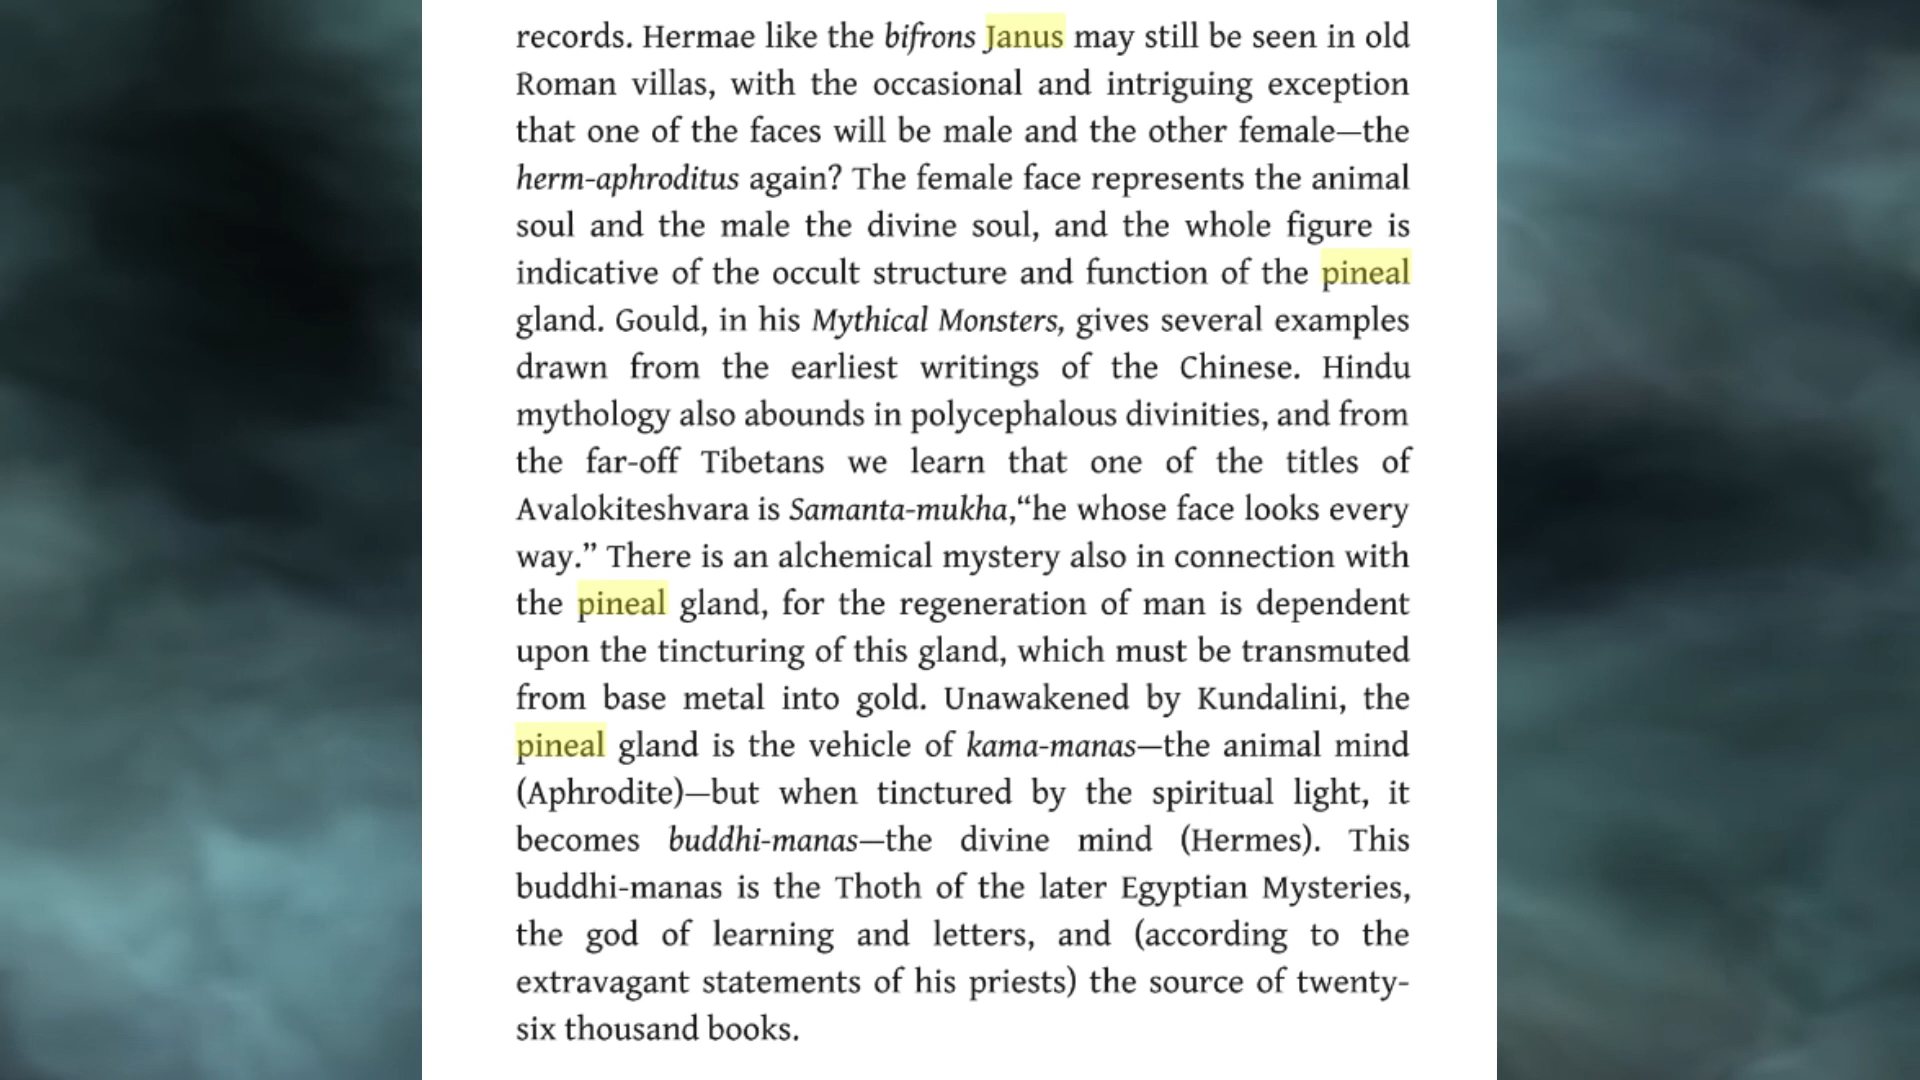 records. Hermae like the bifrons Janus may still be seen in old
Roman villas, with the occasional and intriguing exception
that one of the faces will be male and the other female—the
herm-aphroditus again? The female face represents the animal
soul and the male the divine soul, and the whole figure is
indicative of the occult structure and function of the pineal
gland. Gould, in his Mythical Monsters, gives several examples
drawn from the earliest writings of the Chinese. Hindu
mythology also abounds in polycephalous divinities, and from
the far-off Tibetans we learn that one of the titles of
Avalokiteshvara is Samanta-mukha,“he whose face looks every
way.” There is an alchemical mystery also in connection with
the pineal gland, for the regeneration of man is dependent
upon the tincturing of this gland, which must be transmuted
from base metal into gold. Unawakened by Kundalini, the
pineal gland is the vehicle of kama-manas—the animal mind
(Aphrodite)—but when tinctured by the spiritual light, it
becomes buddhi-manas—the divine mind (Hermes). This
buddhi-manas is the Thoth of the later Egyptian Mysteries,
the god of learning and letters, and (according to the
extravagant statements of his priests) the source of twenty-
six thousand books.